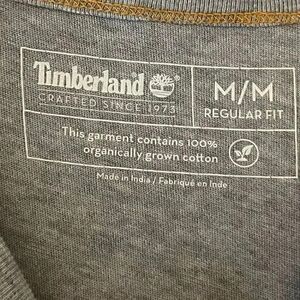 Timberland
CRAFTED SINCE 1973
M/M
REGULAR FIT
This garment contains 100%
organically grown cotton
Made in India / Fabriqué en Inde